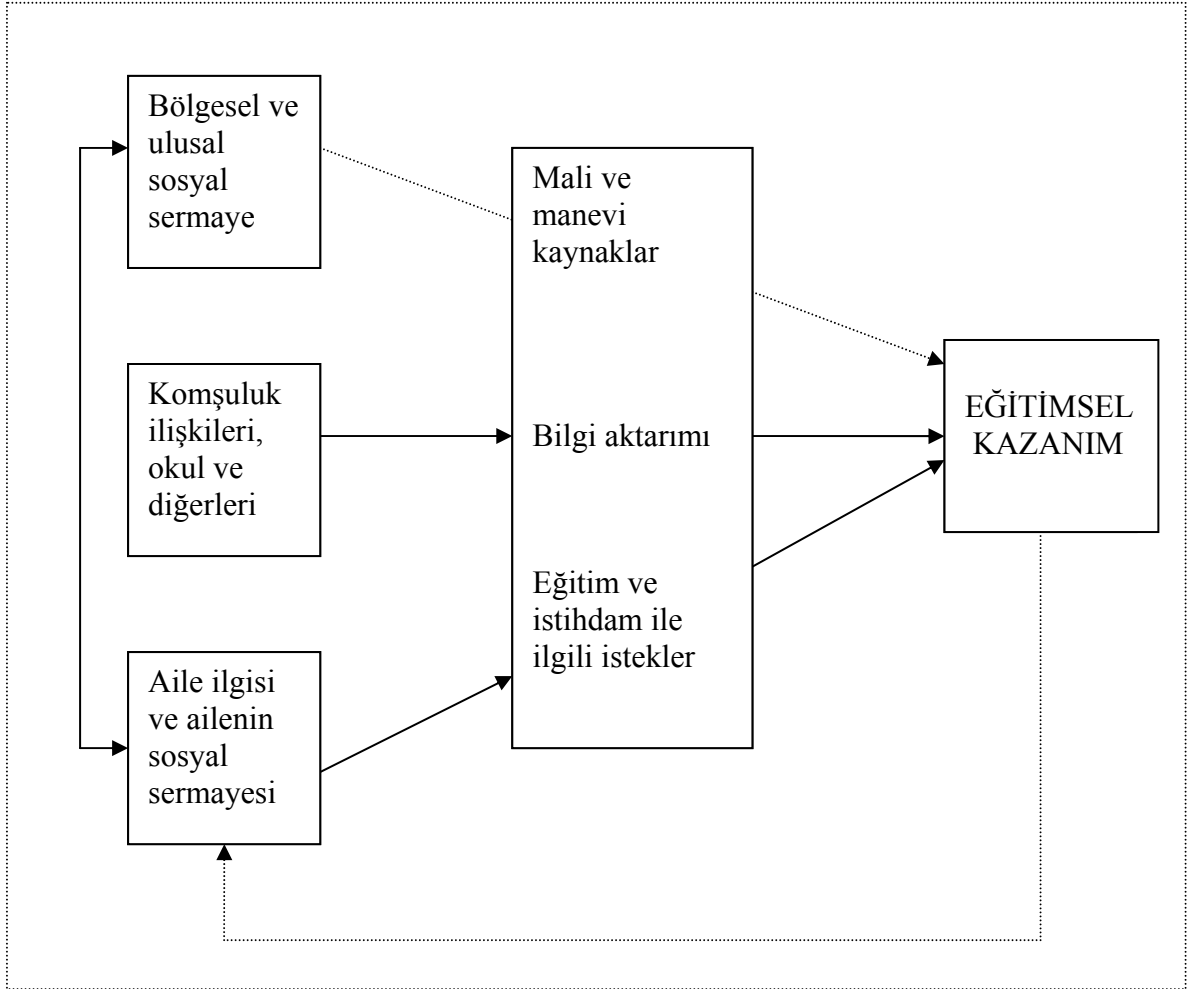 Bölgesel ve
ulusal
sosyal
sermaye
Komşuluk
ilişkileri,
okul ve
diğerleri
Aile ilgisi
ve ailenin
sosyal
sermayesi
Mali ve
manevi
kaynaklar
Bilgi aktarımı
Eğitim ve
istihdam ile
ilgili istekler
EĞİTİMSEL
KAZANIM